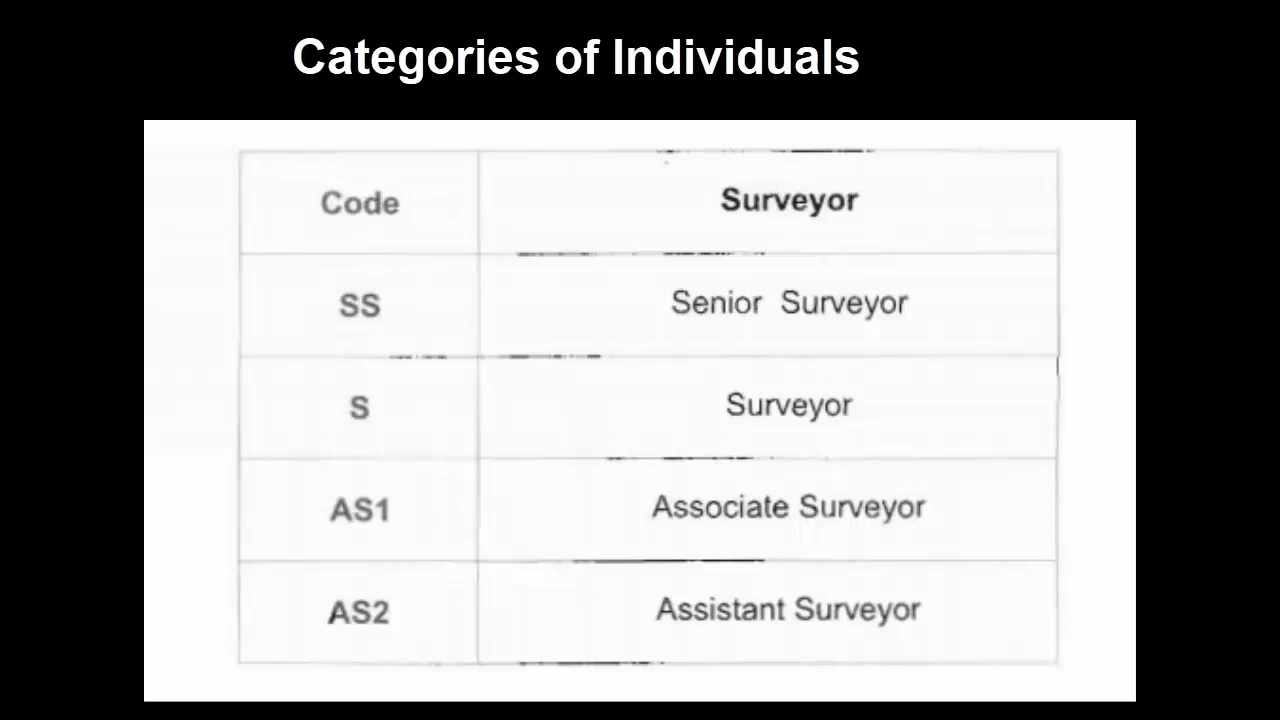 Categories of Individuals
Code Surveyor
SS Senior Surveyor
S Surveyor
AS1 Associate Surveyor
AS2 Assistant Surveyor